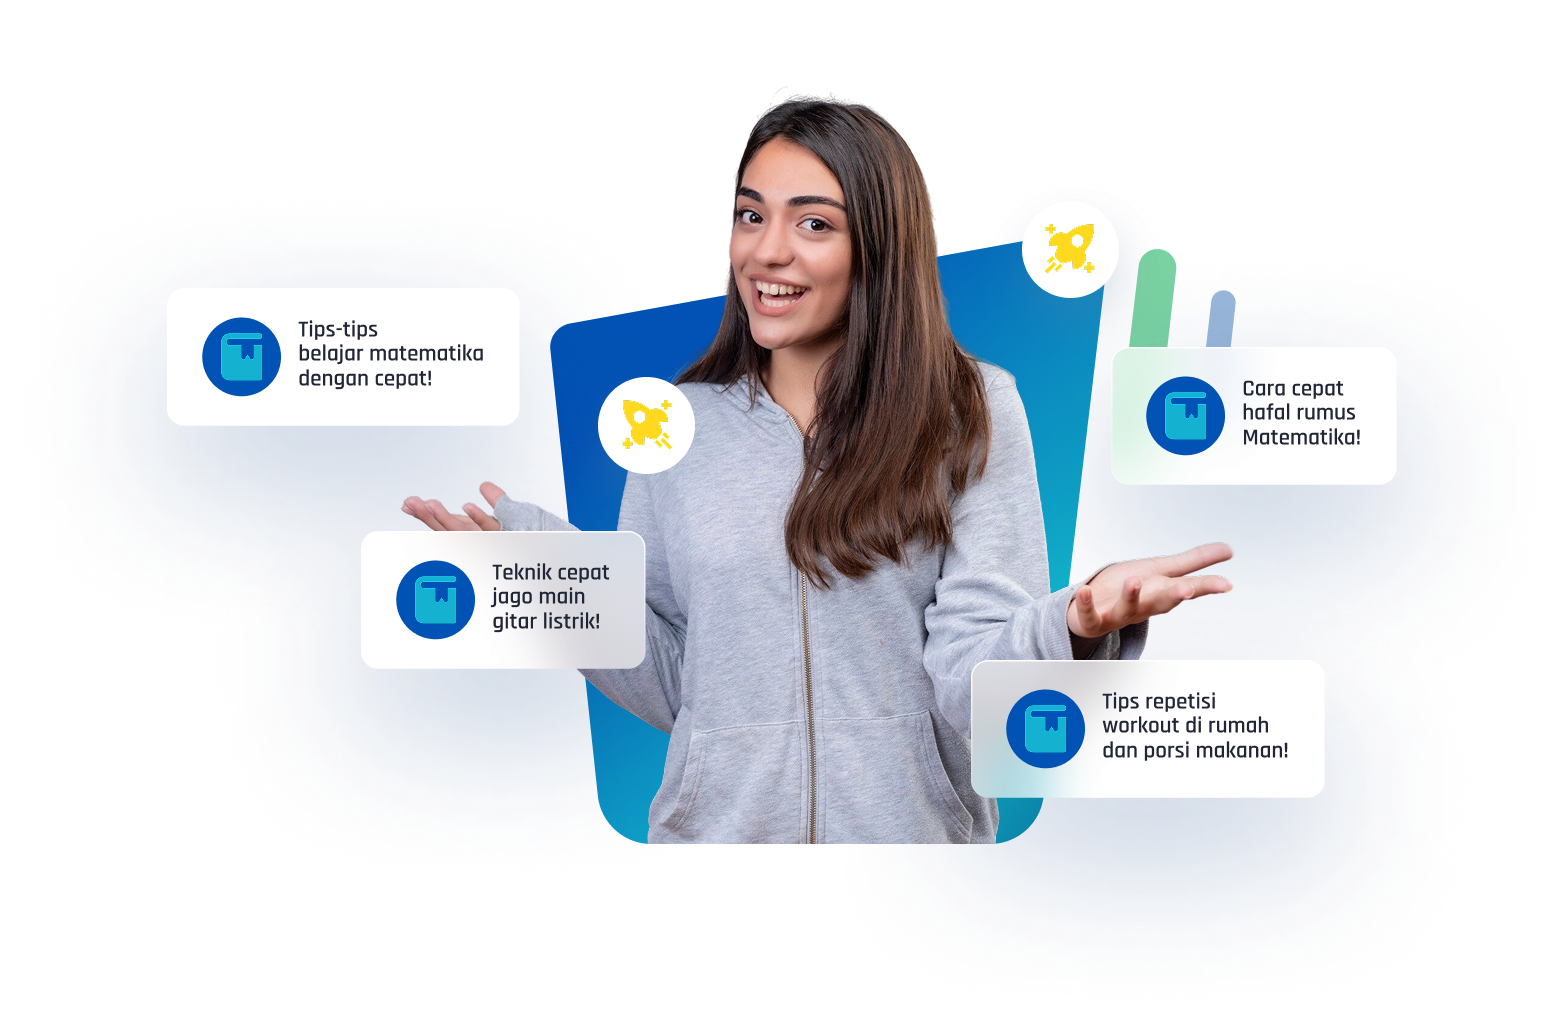 Tips-tips
belajar matematika
dengan cepat!
Cara cepat
hafal rumus
Matematika!
Teknik cepat
jago main
gitar listrik!
Tips repetisi
workout di rumah
dan porsi makanan!